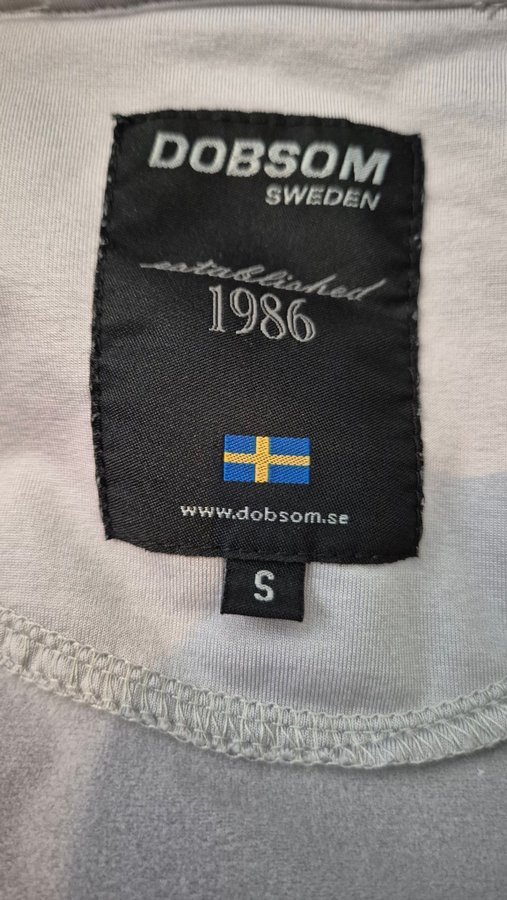 DOBSOM
SWEDEN
established
1986
www.dobsom.se
S